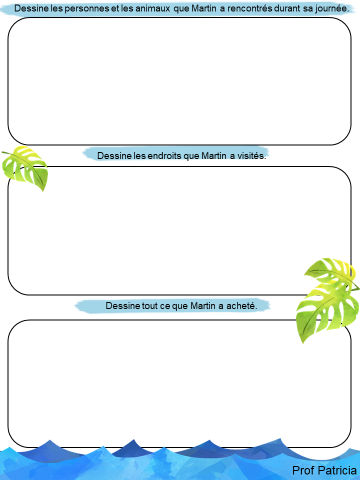 Dessine les personnes et les animaux que Martin a rencontrés durant sa journée.
Dessine les endroits que Martin a visités.
Dessine tout ce que Martin a acheté.
Prof Patricia